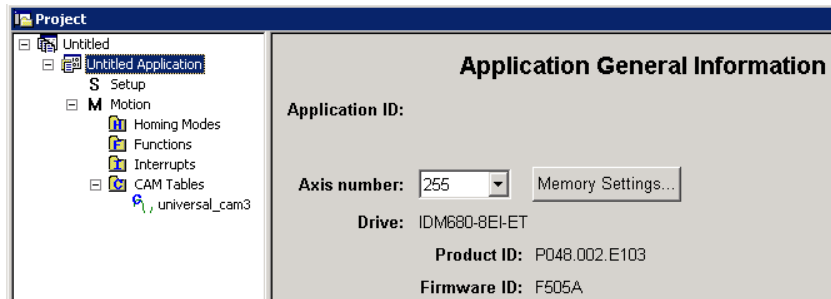 Project
Untitled
Untitled Application
S Setup
M Motion
H Homing Modes
F Functions
I Interrupts
C CAM Tables
universal_cam3
Application General Information
Application ID:
Axis number: 255 Memory Settings...
Drive: IDM680-8EI-ET
Product ID: P048.002.E103
Firmware ID: F505A